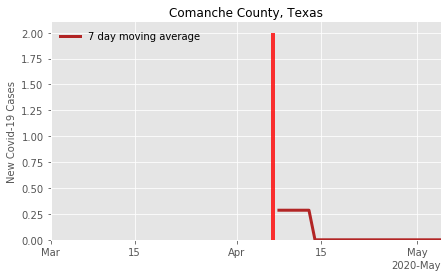 Comanche County, Texas
7 day moving average
New Covid-19 Cases
2.00
1.75
1.50
1.25
1.00
0.75
0.50
0.25
0.00
Mar 15 Apr 15 May
2020-May